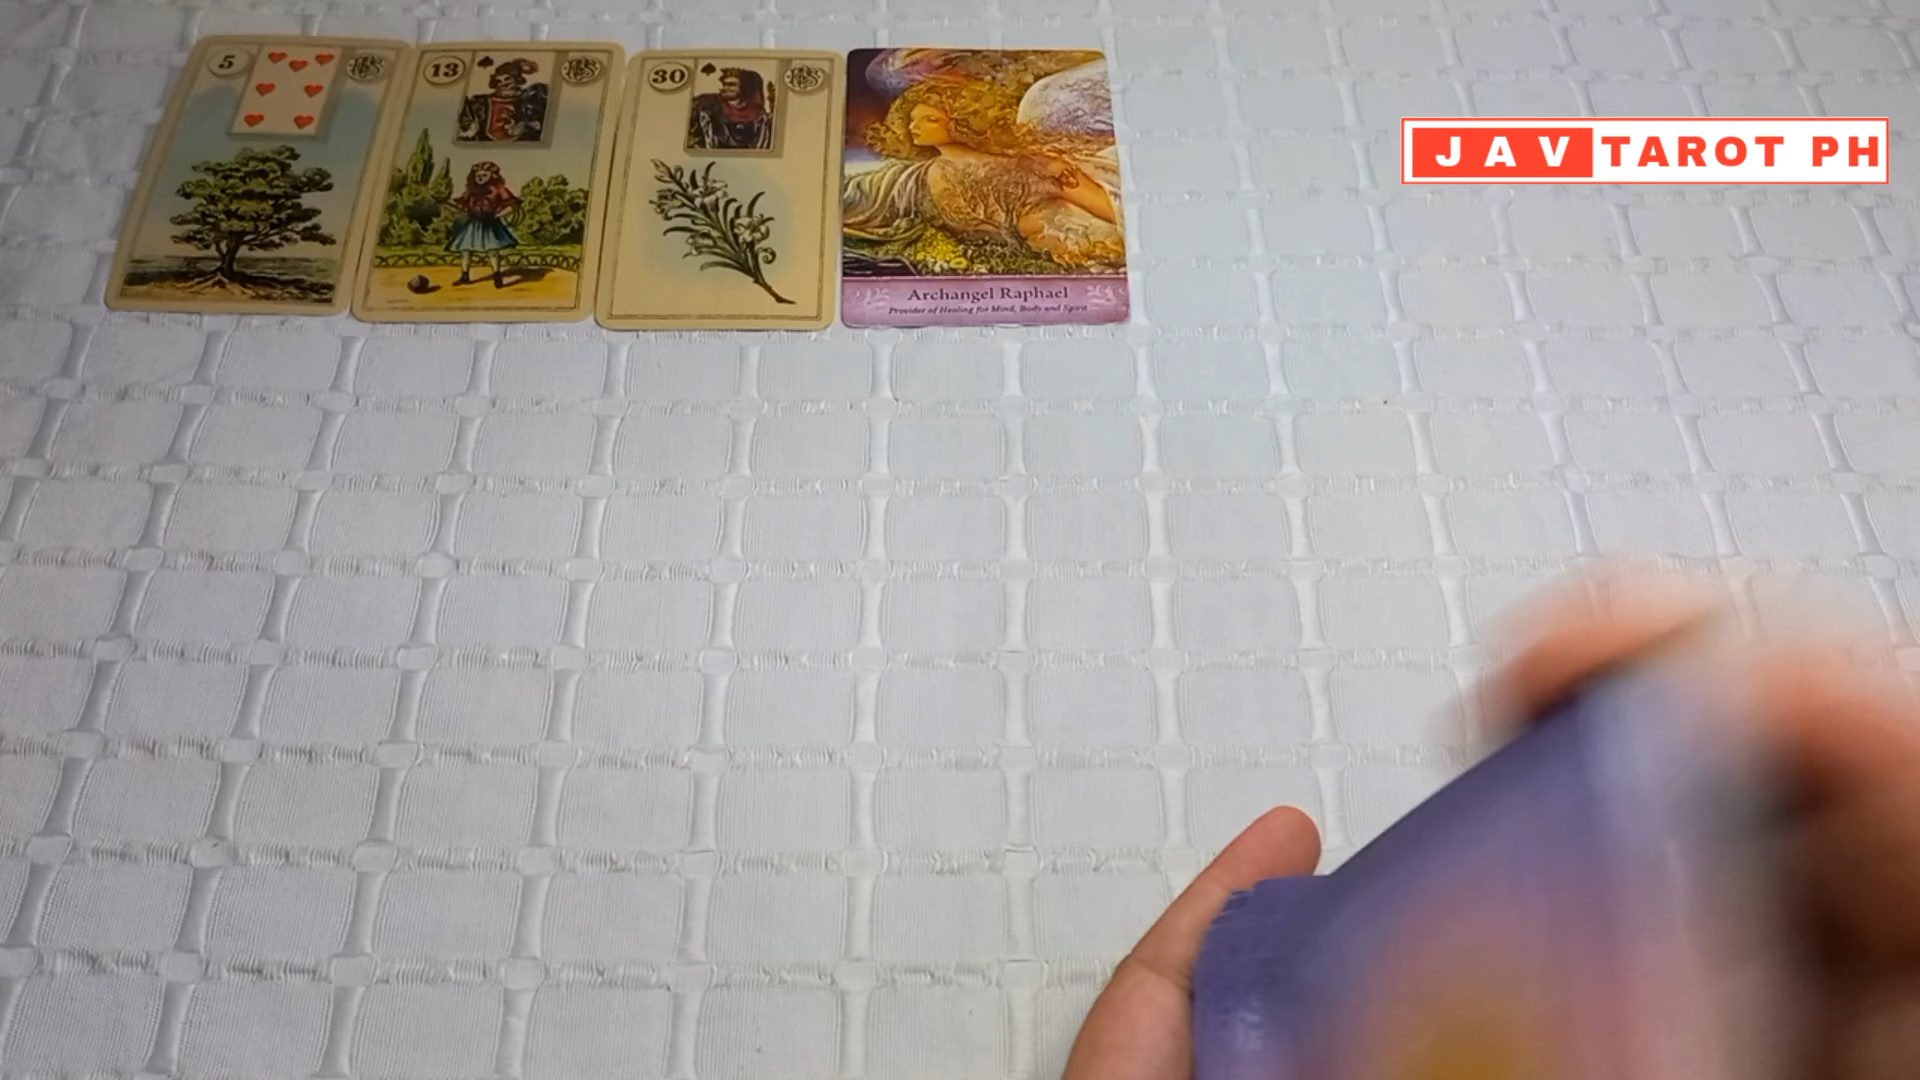 5
13
30
JAV TAROT PH
Archangel Raphael
Provider of Healing for Mind, Body and Spirit